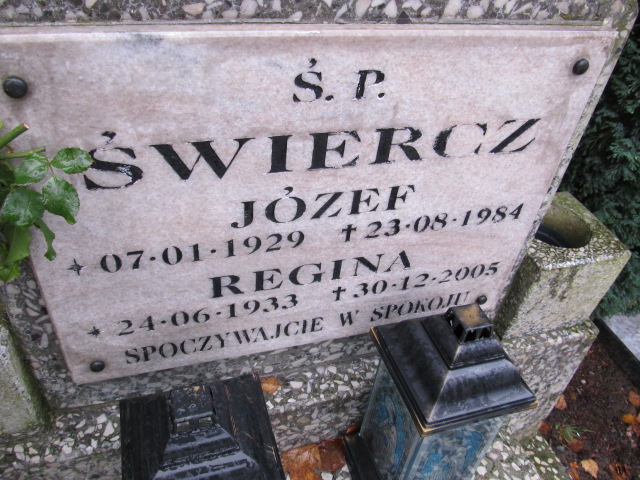 Ś. P.
ŚWIERCZ
JÓZEF
07·01·1929 †23·08·1984
REGINA
24·06·1933 †30·12·2005
SPOCZYWAJCIE W SPOKOJU